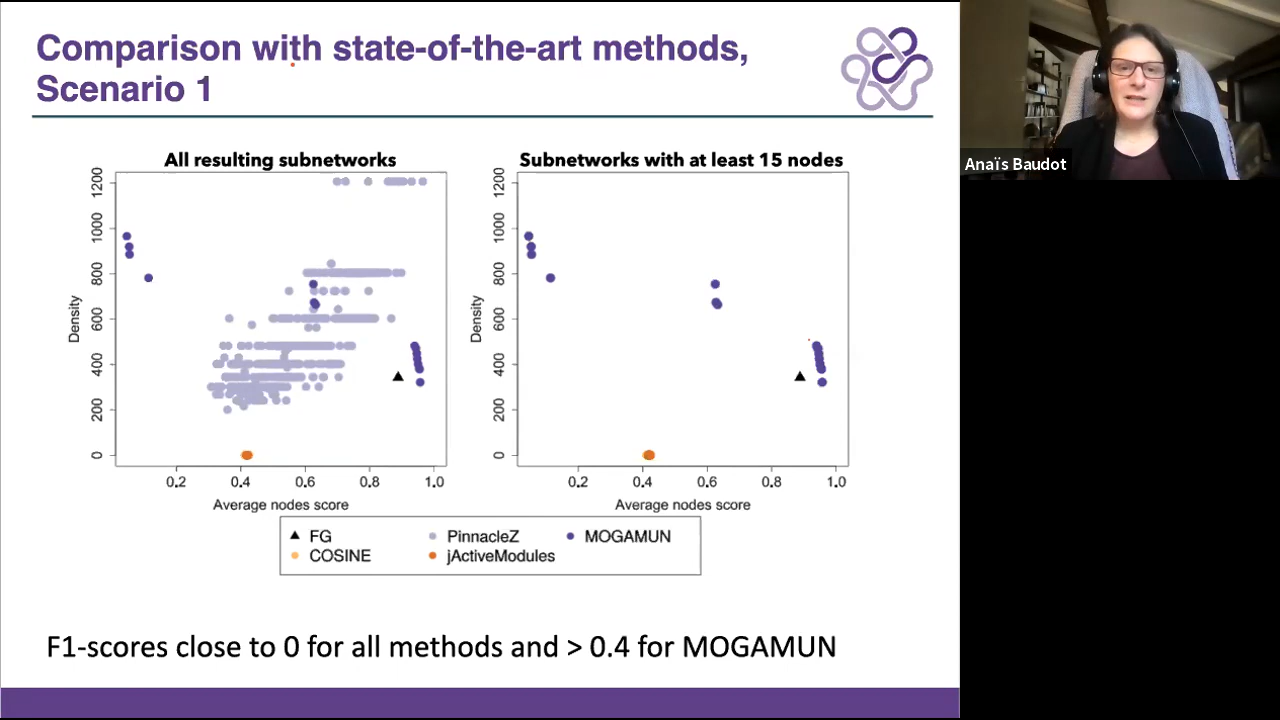 Comparison with state-of-the-art methods,
Scenario 1
Anaïs Baudot
All resulting subnetworks
Density
0
200
400
600
800
1000
1200
0.2
0.4
0.6
0.8
1.0
Average nodes score
Subnetworks with at least 15 nodes
Density
0
200
400
600
800
1000
1200
0.2
0.4
0.6
0.8
1.0
Average nodes score
FG
PinnacleZ
MOGAMUN
COSINE
jActiveModules
F1-scores close to 0 for all methods and > 0.4 for MOGAMUN